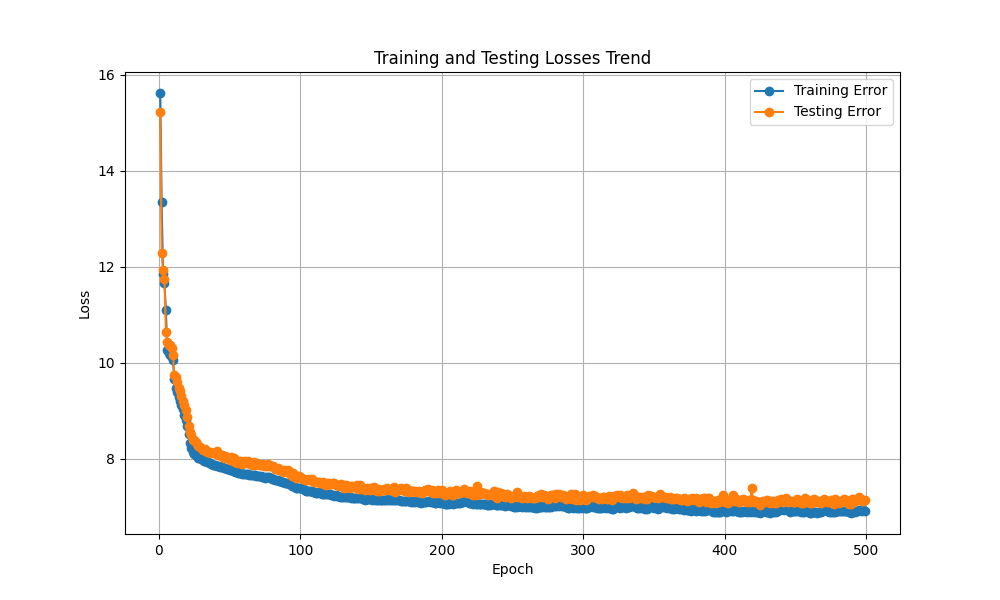 Training and Testing Losses Trend
Training Error
Testing Error
16
14
12
10
8
Loss
0 100 200 300 400 500
Epoch